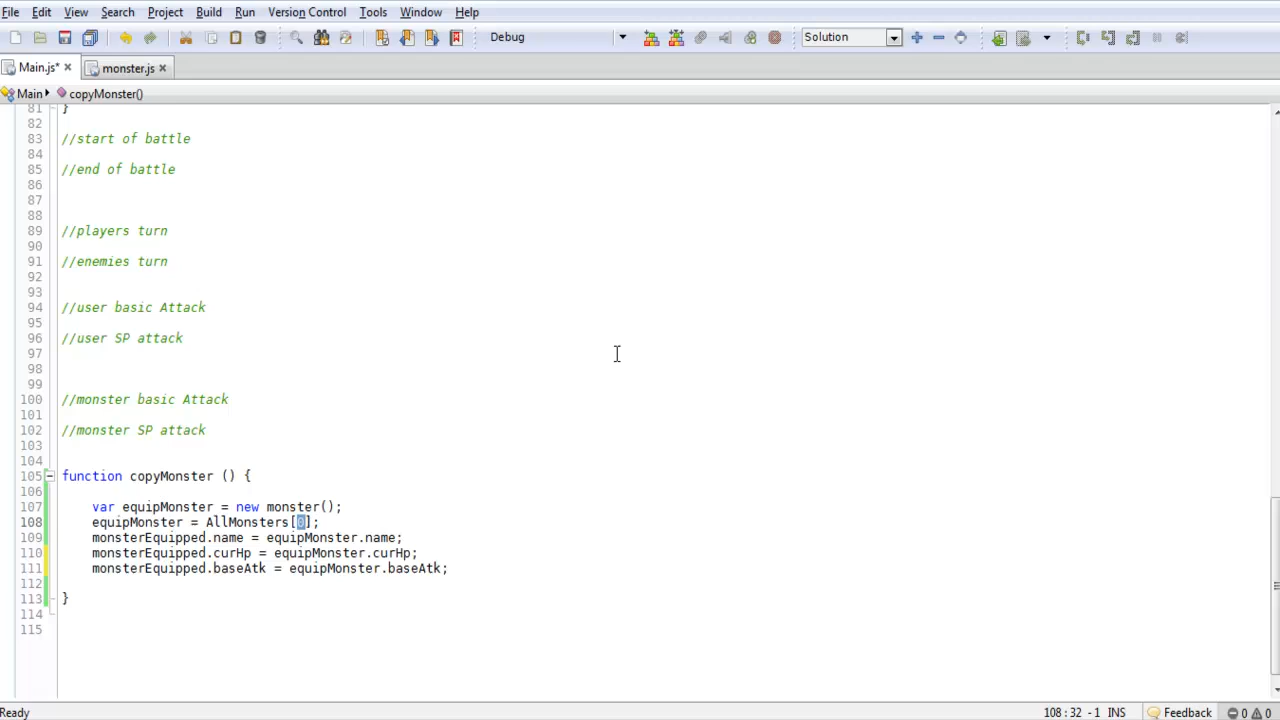 File Edit View Search Project Build Run Version Control Tools Window Help
Debug Solution
Main.js* × monster.js ×
Main copyMonster()
81 }
82
83 //start of battle
84
85 //end of battle
86
87
88
89 //players turn
90
91 //enemies turn
92
93
94 //user basic Attack
95
96 //user SP attack
97
98
99
100 //monster basic Attack
101
102 //monster SP attack
103
104
105 function copyMonster () {
106
107 var equipMonster = new monster();
108 equipMonster = AllMonsters[0];
109 monsterEquipped.name = equipMonster.name;
110 monsterEquipped.curHp = equipMonster.curHp;
111 monsterEquipped.baseAtk = equipMonster.baseAtk;
112
113 }
114
115
Ready 108 : 32 - 1 INS Feedback 0 0